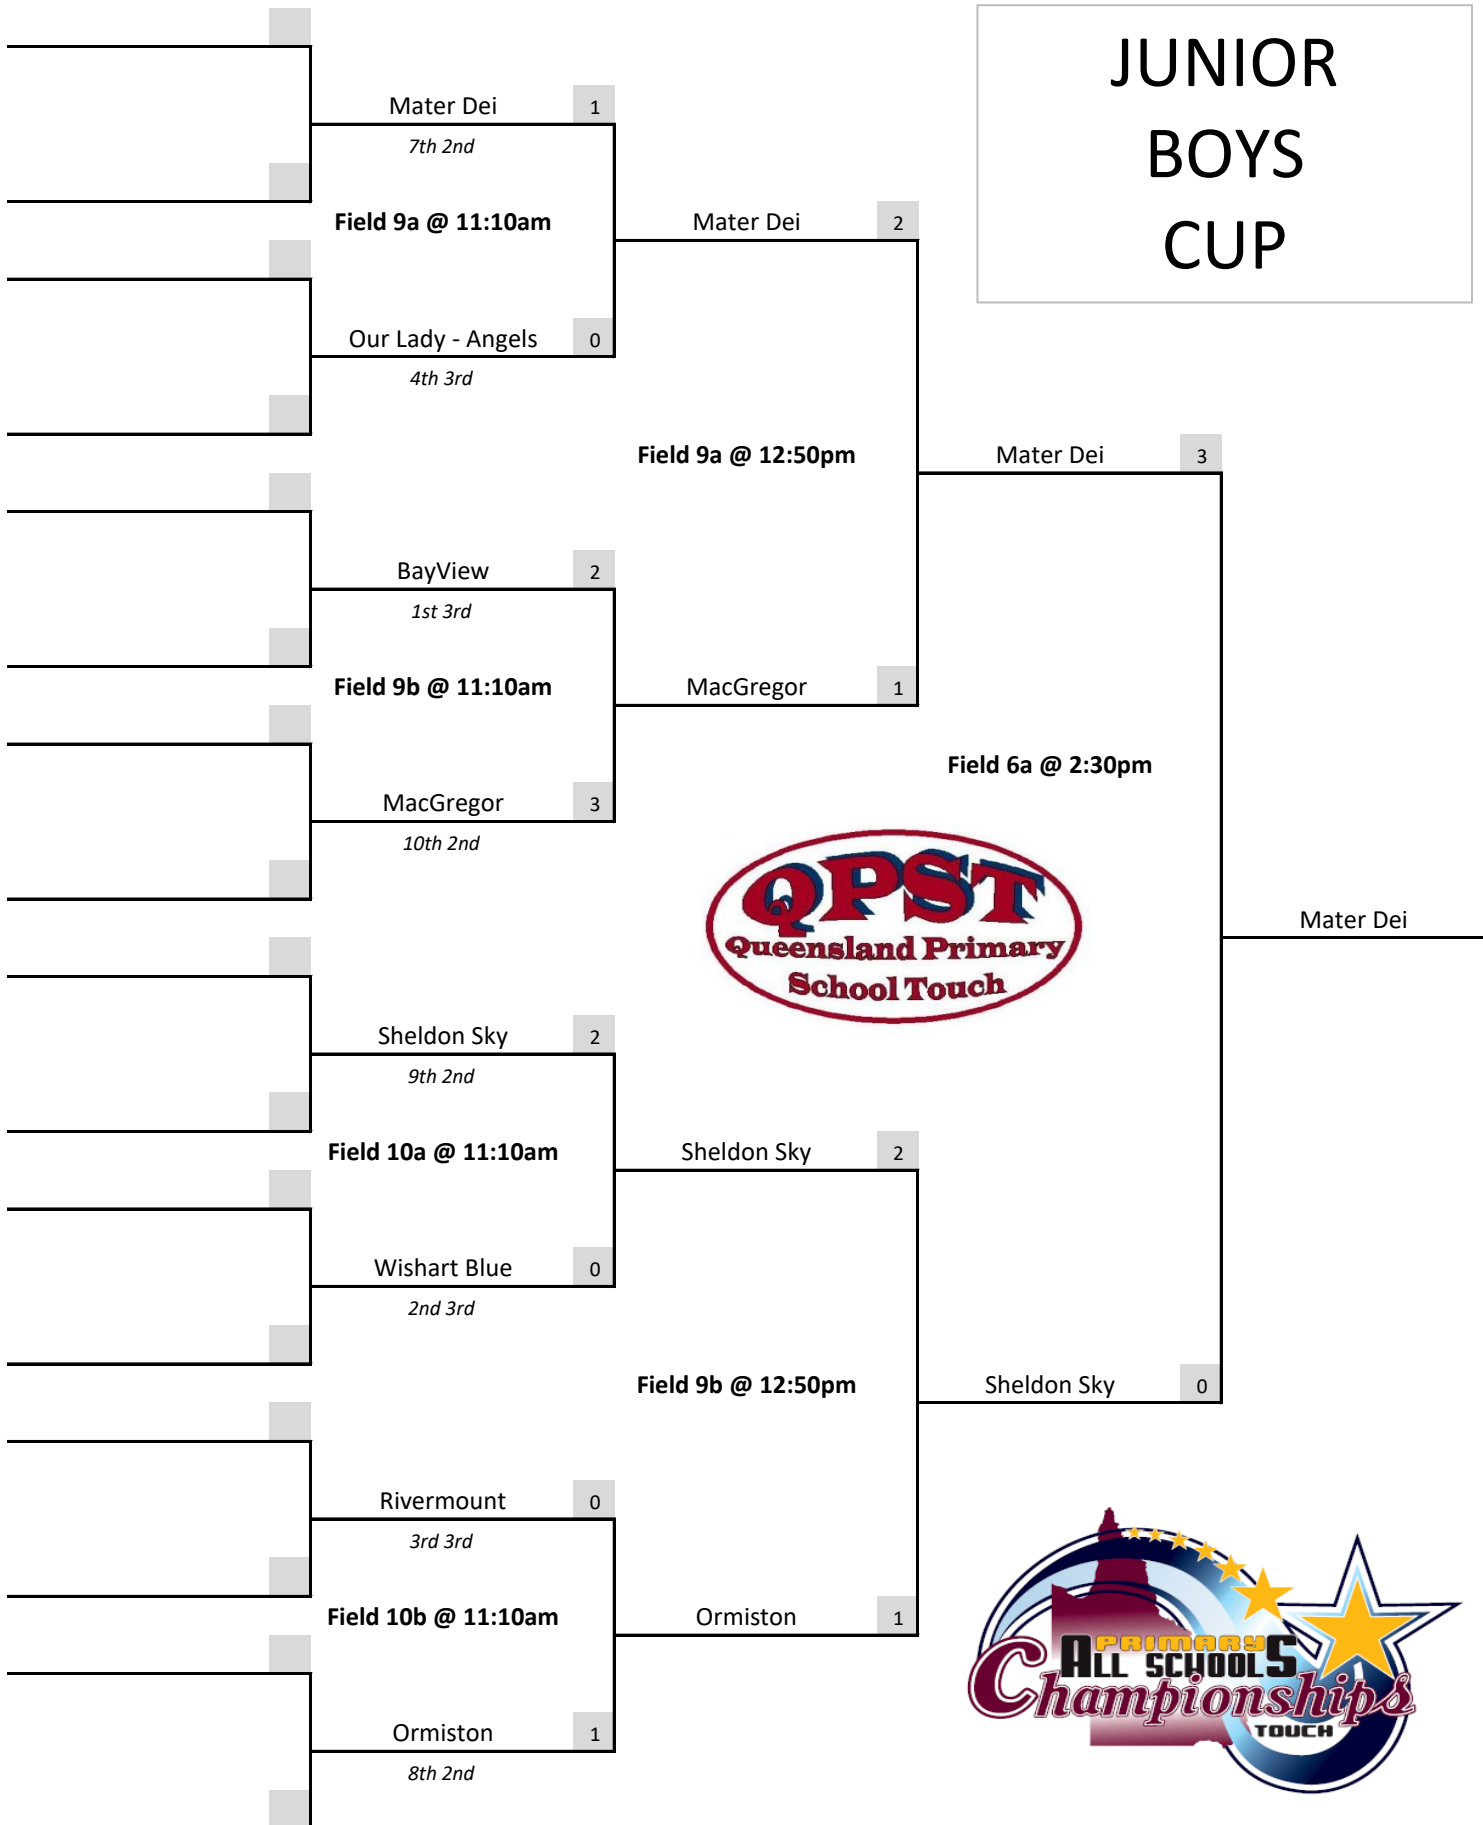 JUNIOR
BOYS
CUP
Mater Dei 1
7th 2nd
Field 9a @ 11:10am
Mater Dei 2
Our Lady - Angels 0
4th 3rd
Field 9a @ 12:50pm
Mater Dei 3
BayView 2
1st 3rd
Field 9b @ 11:10am
MacGregor 1
Field 6a @ 2:30pm
MacGregor 3
10th 2nd
QPST
Queensland Primary
School Touch
Mater Dei
Sheldon Sky 2
9th 2nd
Field 10a @ 11:10am
Sheldon Sky 2
Wishart Blue 0
2nd 3rd
Field 9b @ 12:50pm
Sheldon Sky 0
Rivermount 0
3rd 3rd
Field 10b @ 11:10am
Ormiston 1
Ormiston 1
8th 2nd
PRIMARY
ALL SCHOOLS
Championships
TOUCH